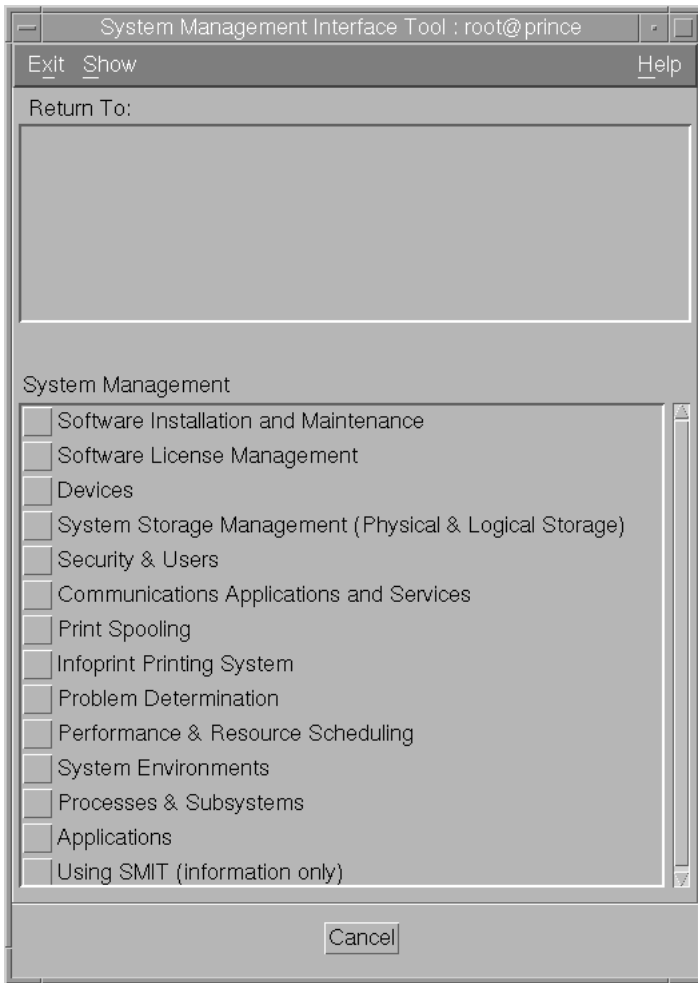 System Management Interface Tool : root@prince
Exit Show Help
Return To:
System Management
Software Installation and Maintenance
Software License Management
Devices
System Storage Management (Physical & Logical Storage)
Security & Users
Communications Applications and Services
Print Spooling
Infoprint Printing System
Problem Determination
Performance & Resource Scheduling
System Environments
Processes & Subsystems
Applications
Using SMIT (information only)
Cancel